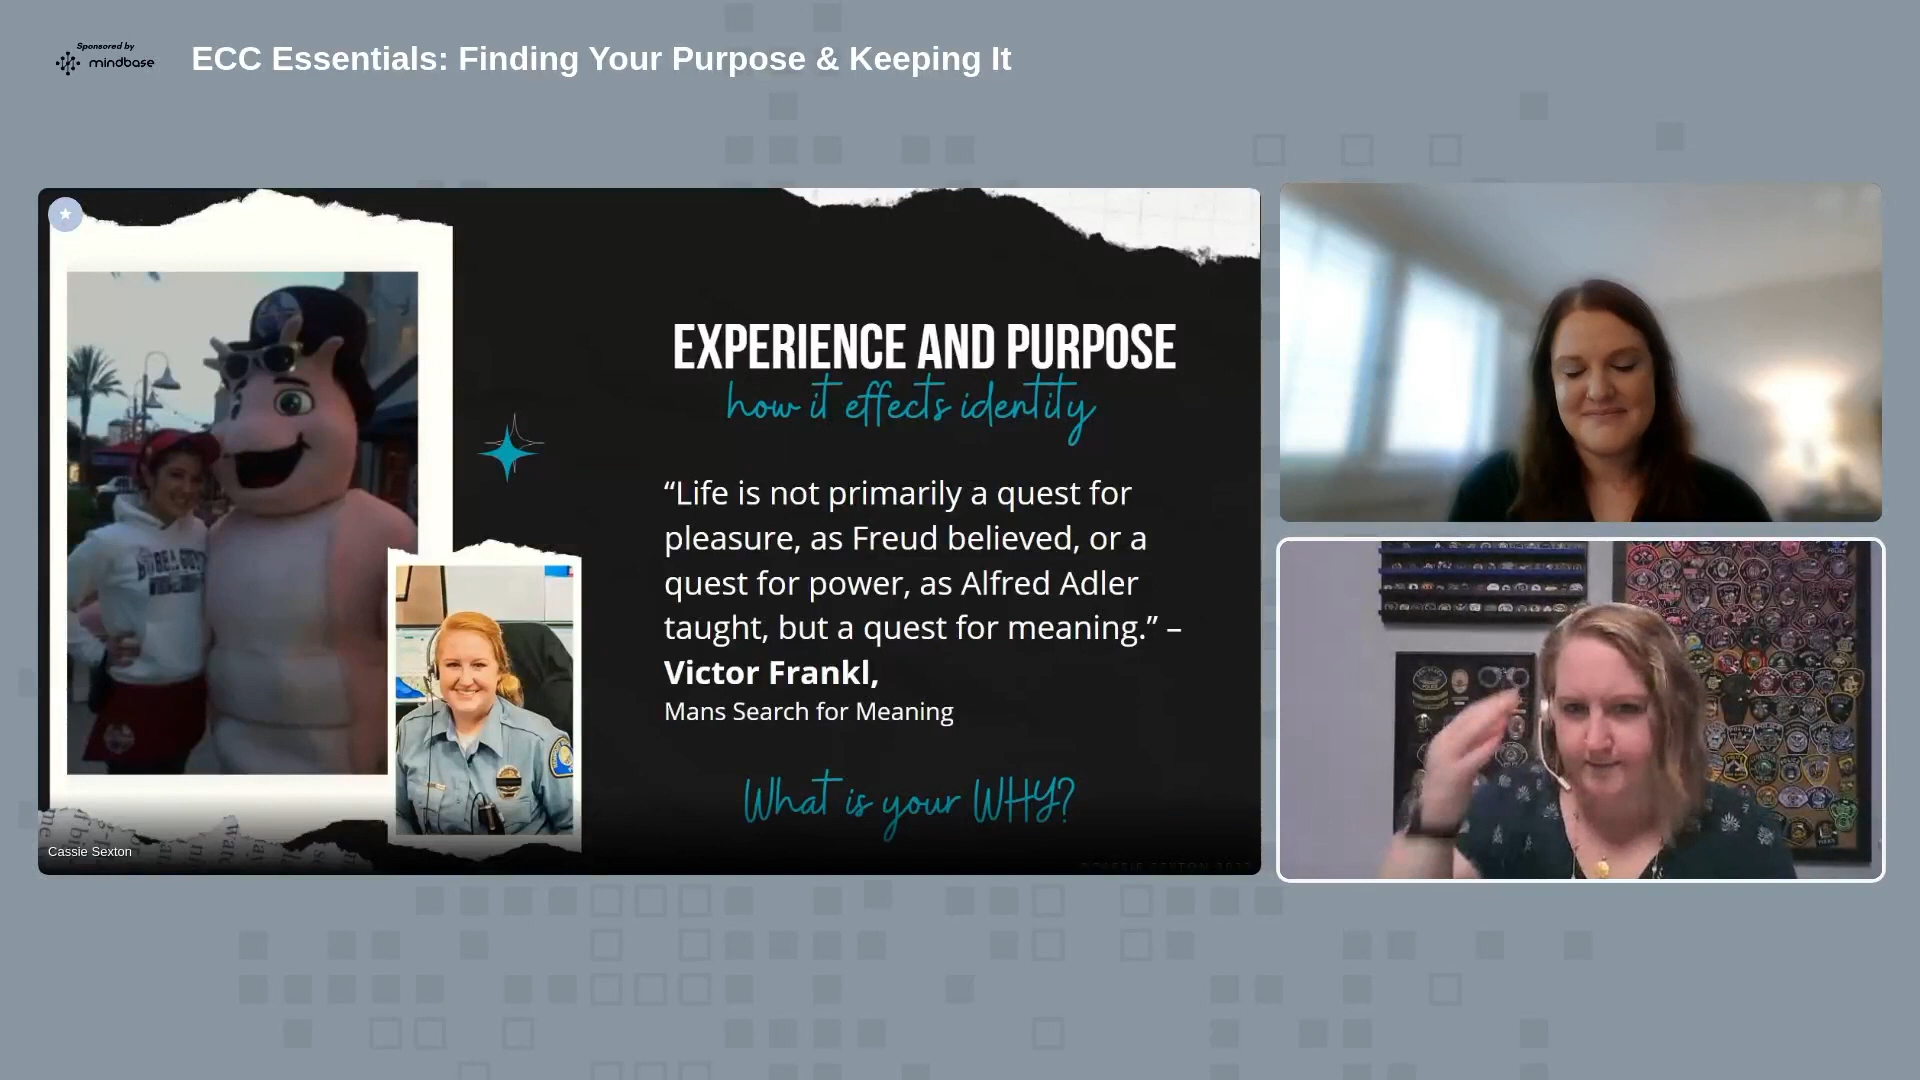 Sponsored by
mindbase
ECC Essentials: Finding Your Purpose & Keeping It
EXPERIENCE AND PURPOSE
how it effects identity
“Life is not primarily a quest for
pleasure, as Freud believed, or a
quest for power, as Alfred Adler
taught, but a quest for meaning.” –
Victor Frankl,
Mans Search for Meaning
What is your WHY?
Cassie Sexton